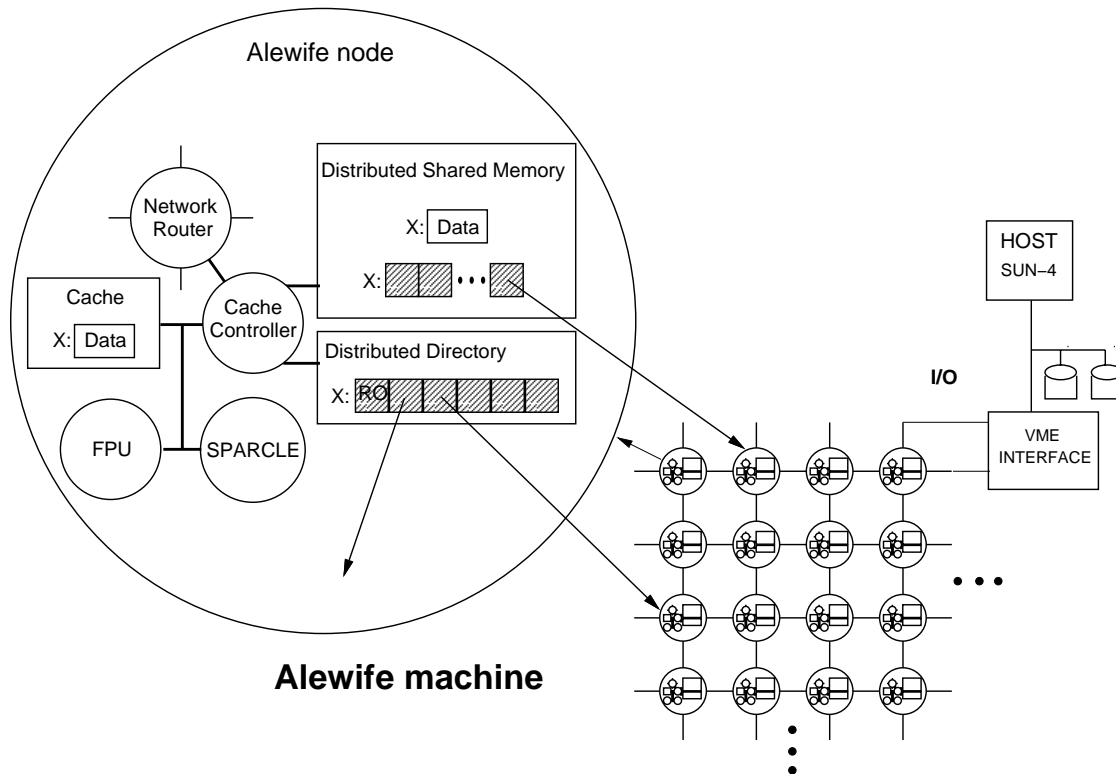 Alewife node
Distributed Shared Memory
X: Data
X:
Network
Router
Cache
X: Data
Cache
Controller
Distributed Directory
X: RO
FPU
SPARCLE
HOST
SUN–4
I/O
VME
INTERFACE
Alewife machine